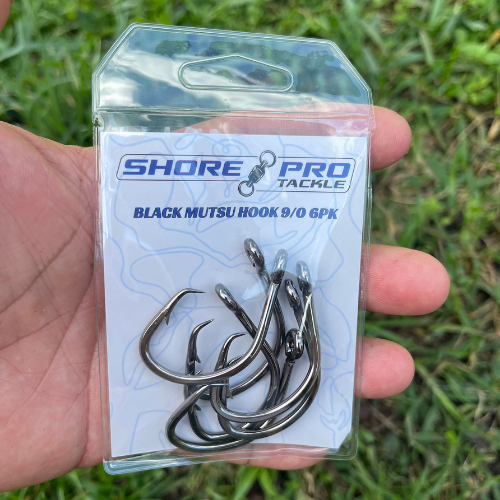 SHORE PRO
TACKLE
BLACK MUTSU HOOK 9/0 6PK